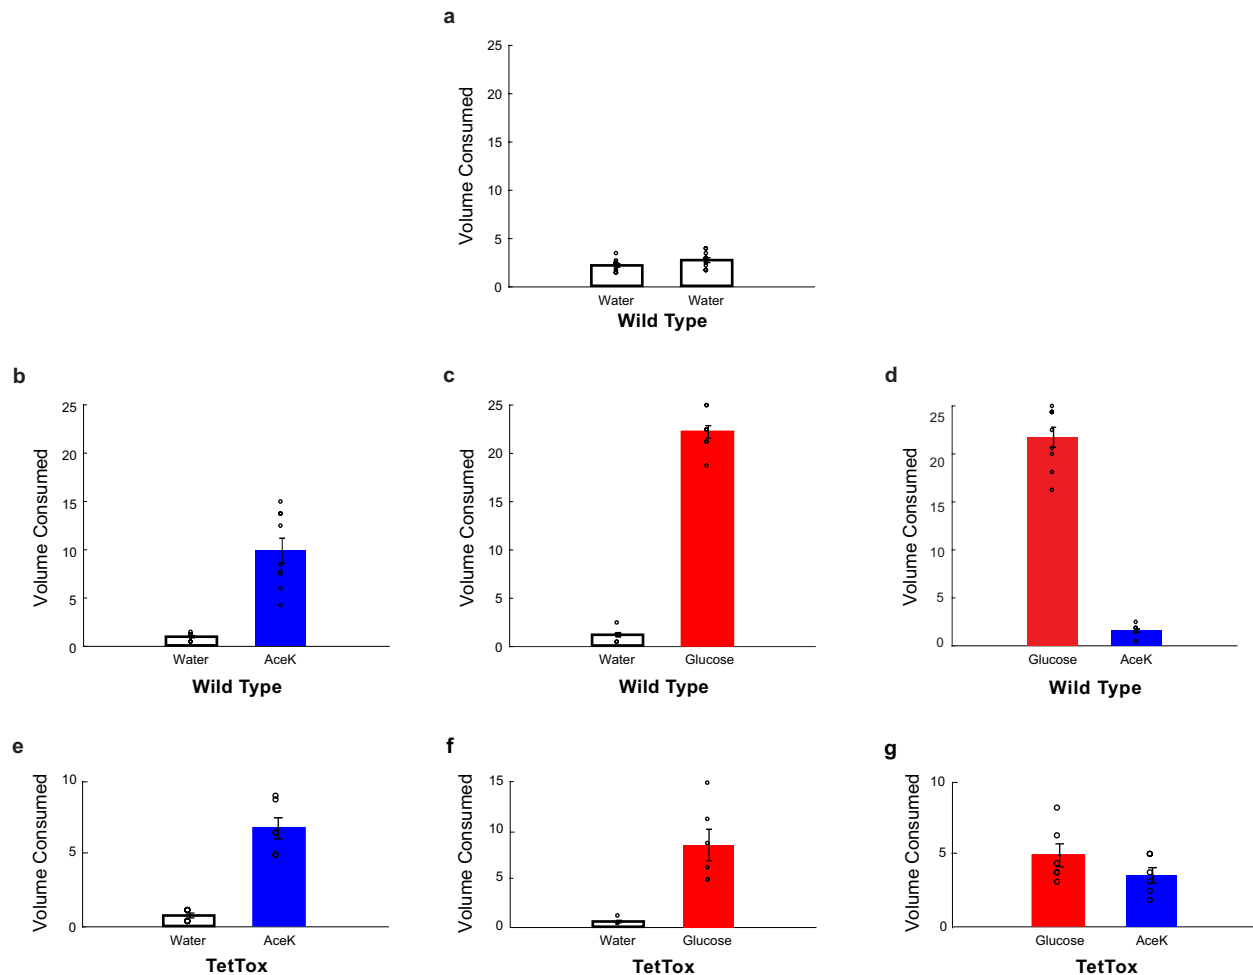 a
25
20
15
10
5
0
Volume Consumed
Water Water
Wild Type
b
25
20
15
10
5
0
Volume Consumed
Water AceK
Wild Type
c
25
20
15
10
5
0
Volume Consumed
Water Glucose
Wild Type
d
25
20
15
10
5
0
Volume Consumed
Glucose AceK
Wild Type
e
10
5
0
Volume Consumed
Water AceK
TetTox
f
15
10
5
0
Volume Consumed
Water Glucose
TetTox
g
10
5
0
Volume Consumed
Glucose AceK
TetTox